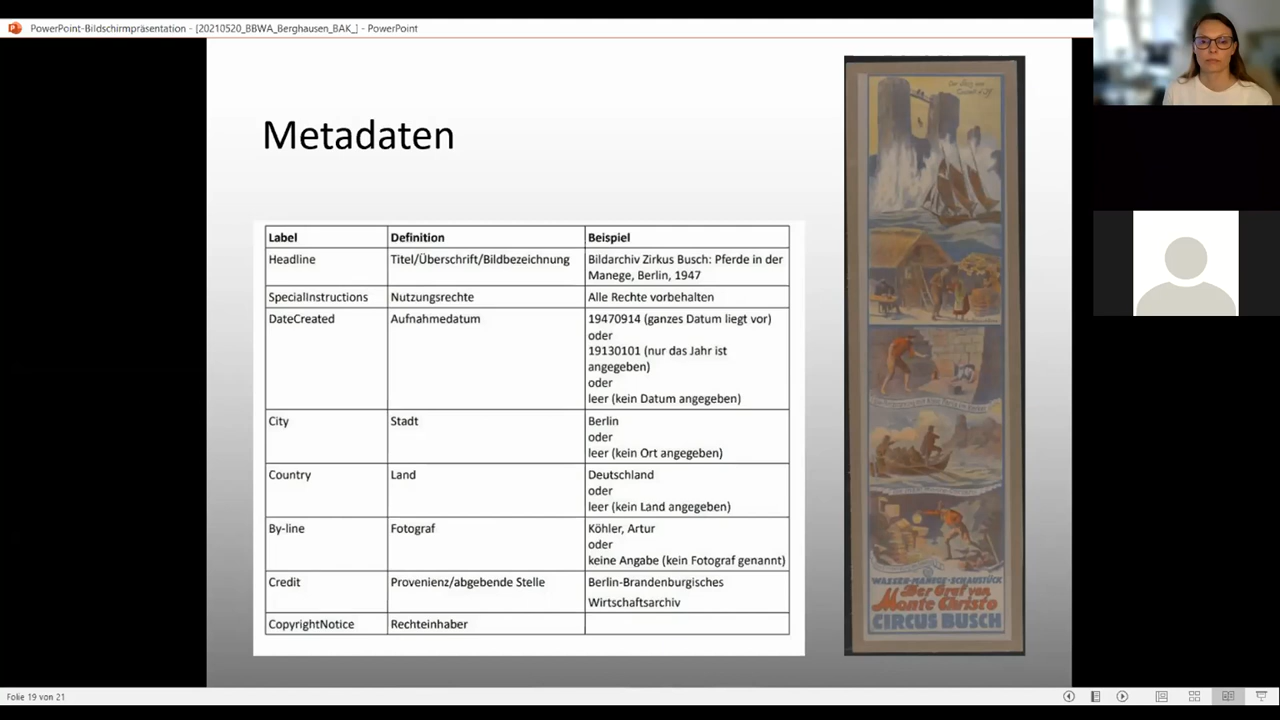 PowerPoint-Bildschirmpräsentation - [20210520_BBWA_Berghausen_BAK_] - PowerPoint
Metadaten
Label Definition Beispiel
Headline Titel/Überschrift/Bildbezeichnung Bildarchiv Zirkus Busch: Pferde in der
Manege, Berlin, 1947
SpecialInstructions Nutzungsrechte Alle Rechte vorbehalten
DateCreated Aufnahmedatum 19470914 (ganzes Datum liegt vor)
oder
19130101 (nur das Jahr ist
angegeben)
oder
leer (kein Datum angegeben)
City Stadt Berlin
oder
leer (kein Ort angegeben)
Country Land Deutschland
oder
leer (kein Land angegeben)
By-line Fotograf Köhler, Artur
oder
keine Angabe (kein Fotograf genannt)
Credit Provenienz/abgebende Stelle Berlin-Brandenburgisches
Wirtschaftsarchiv
CopyrightNotice Rechteinhaber
WASSER-MANEGE-SCHAUSTÜCK
Der Graf von
Monte Christo
CIRCUS BUSCH
Folie 19 von 21